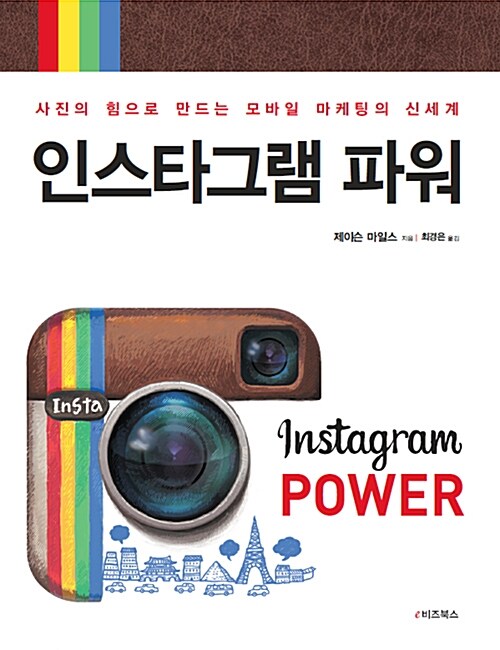 사진의 힘으로 만드는 모바일 마케팅의 신세계
인스타그램 파워
제이슨 마일스 지음 | 최경은 옮김
Insta
Instagram
POWER
e비즈북스